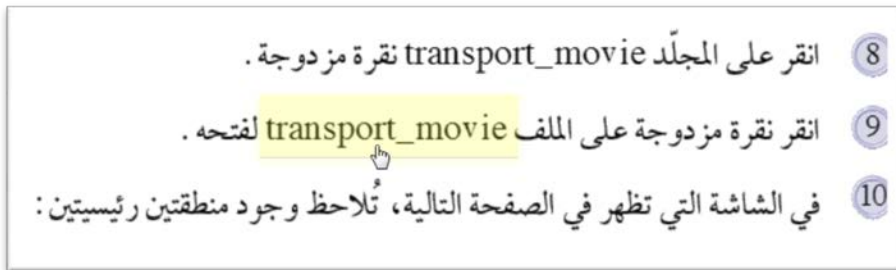 8 انقر على المجلّد transport_movie نقرة مزدوجة .
9 انقر نقرة مزدوجة على الملف transport_movie لفتحه .
10 في الشاشة التي تظهر في الصفحة التالية، تُلاحظ وجود منطقتين رئيسيتين :